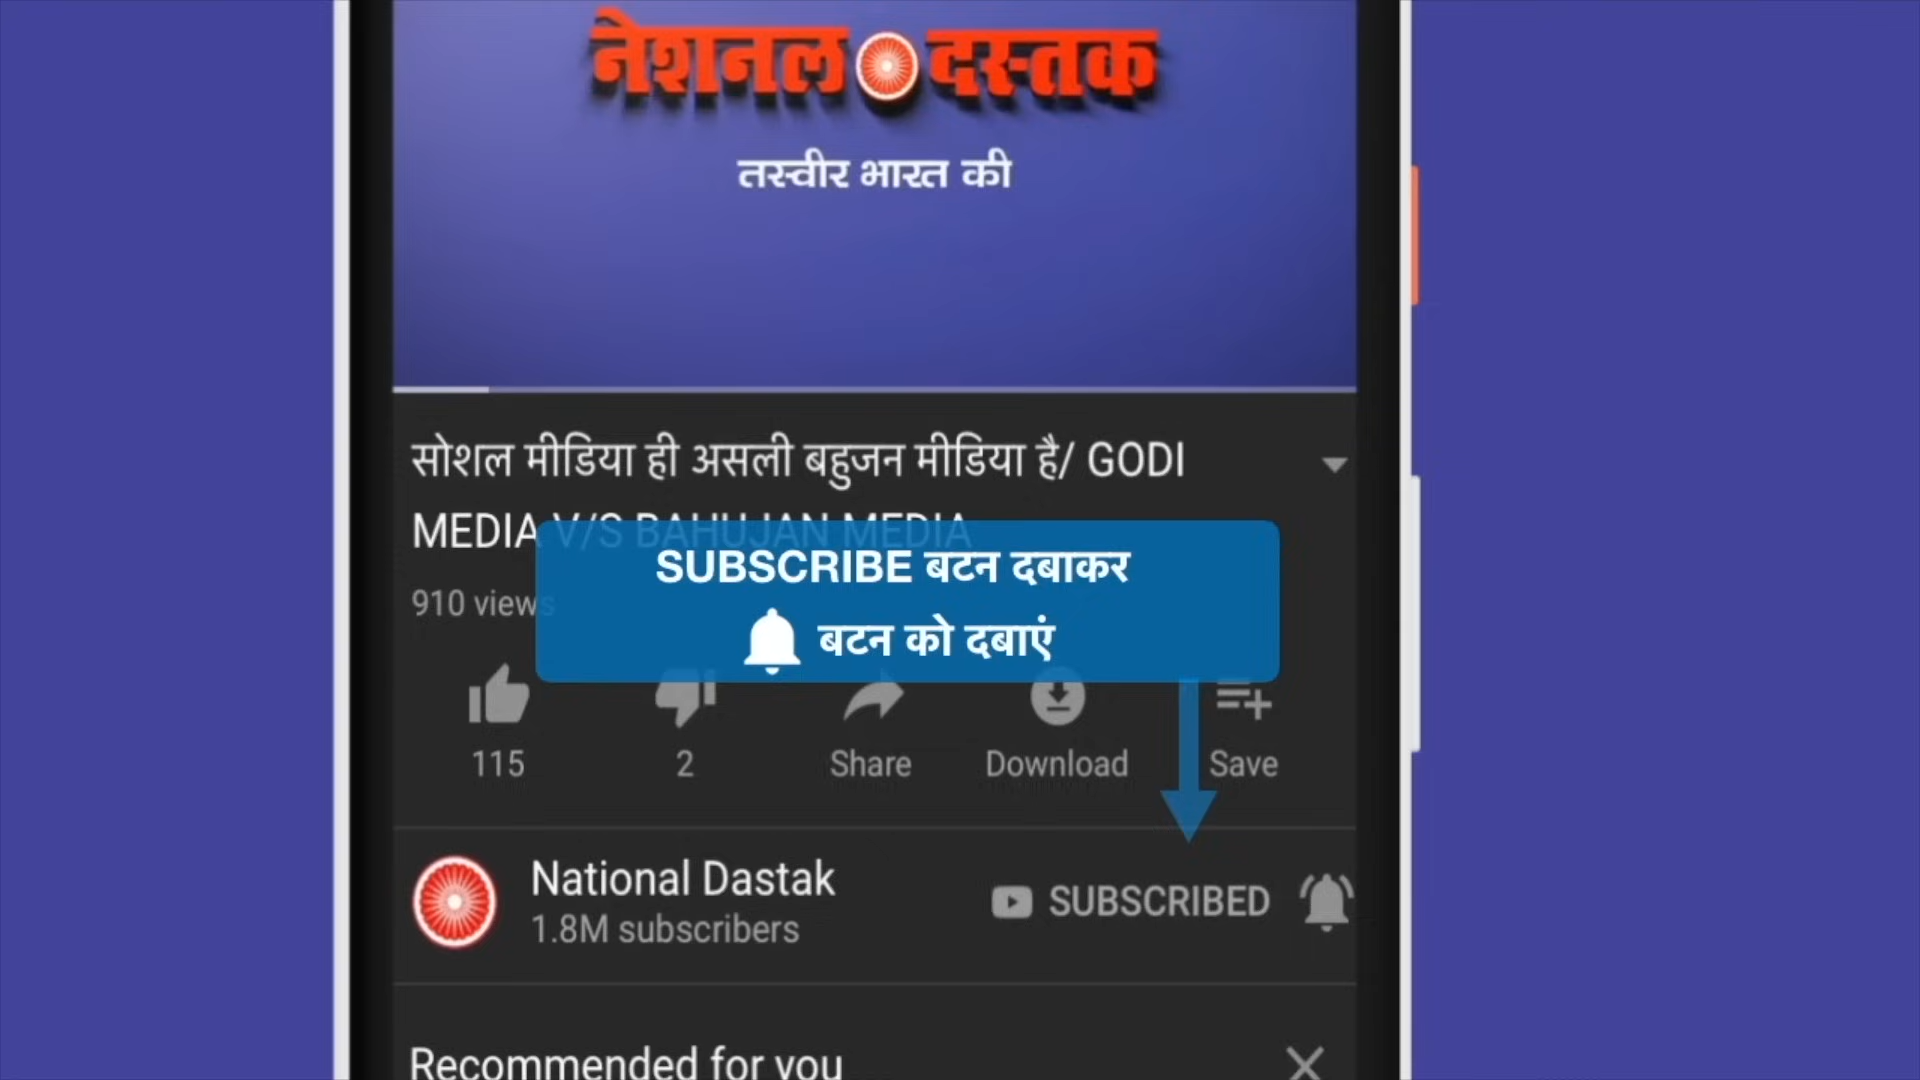 नेशनल दस्तक
तस्वीर भारत की
सोशल मीडिया ही असली बहुजन मीडिया है/ GODI
MEDIA V/S BAHUJAN MEDIA
SUBSCRIBE बटन दबाकर
बटन को दबाएं
910 views
115
2
Share
Download
Save
National Dastak
1.8M subscribers
SUBSCRIBED
Recommended for you